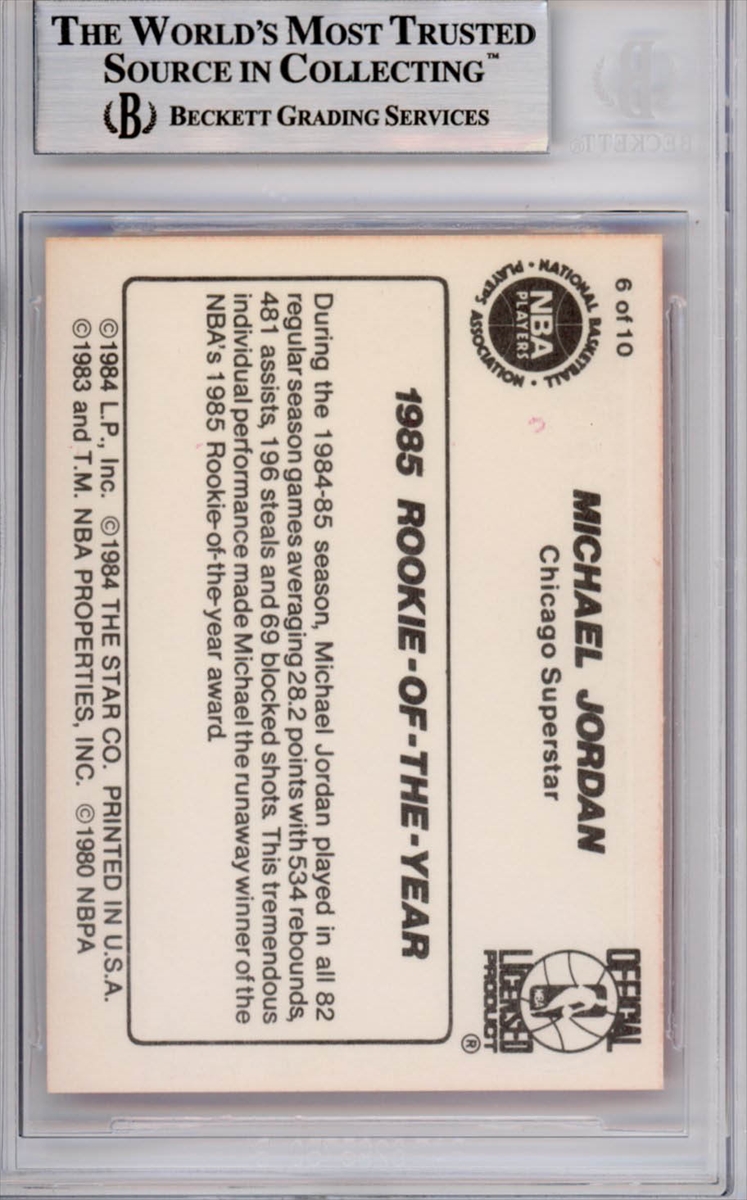 THE WORLD'S MOST TRUSTED
SOURCE IN COLLECTING™
BECKETT GRADING SERVICES
BECKETT®
6 of 10
MICHAEL JORDAN
Chicago Superstar
NATIONAL BASKETBALL PLAYERS ASSOCIATION
NBA
PLAYERS
OFFICIAL
NBA
LICENSED
PRODUCT
®
1985 ROOKIE-OF-THE-YEAR
During the 1984-85 season, Michael Jordan played in all 82
regular season games averaging 28.2 points with 534 rebounds,
481 assists, 196 steals and 69 blocked shots. This tremendous
individual performance made Michael the runaway winner of the
NBA's 1985 Rookie-of-the-year award.
©1984 L.P., Inc. ©1984 THE STAR CO. PRINTED IN U.S.A.
©1983 and T.M. NBA PROPERTIES, INC. ©1980 NBPA